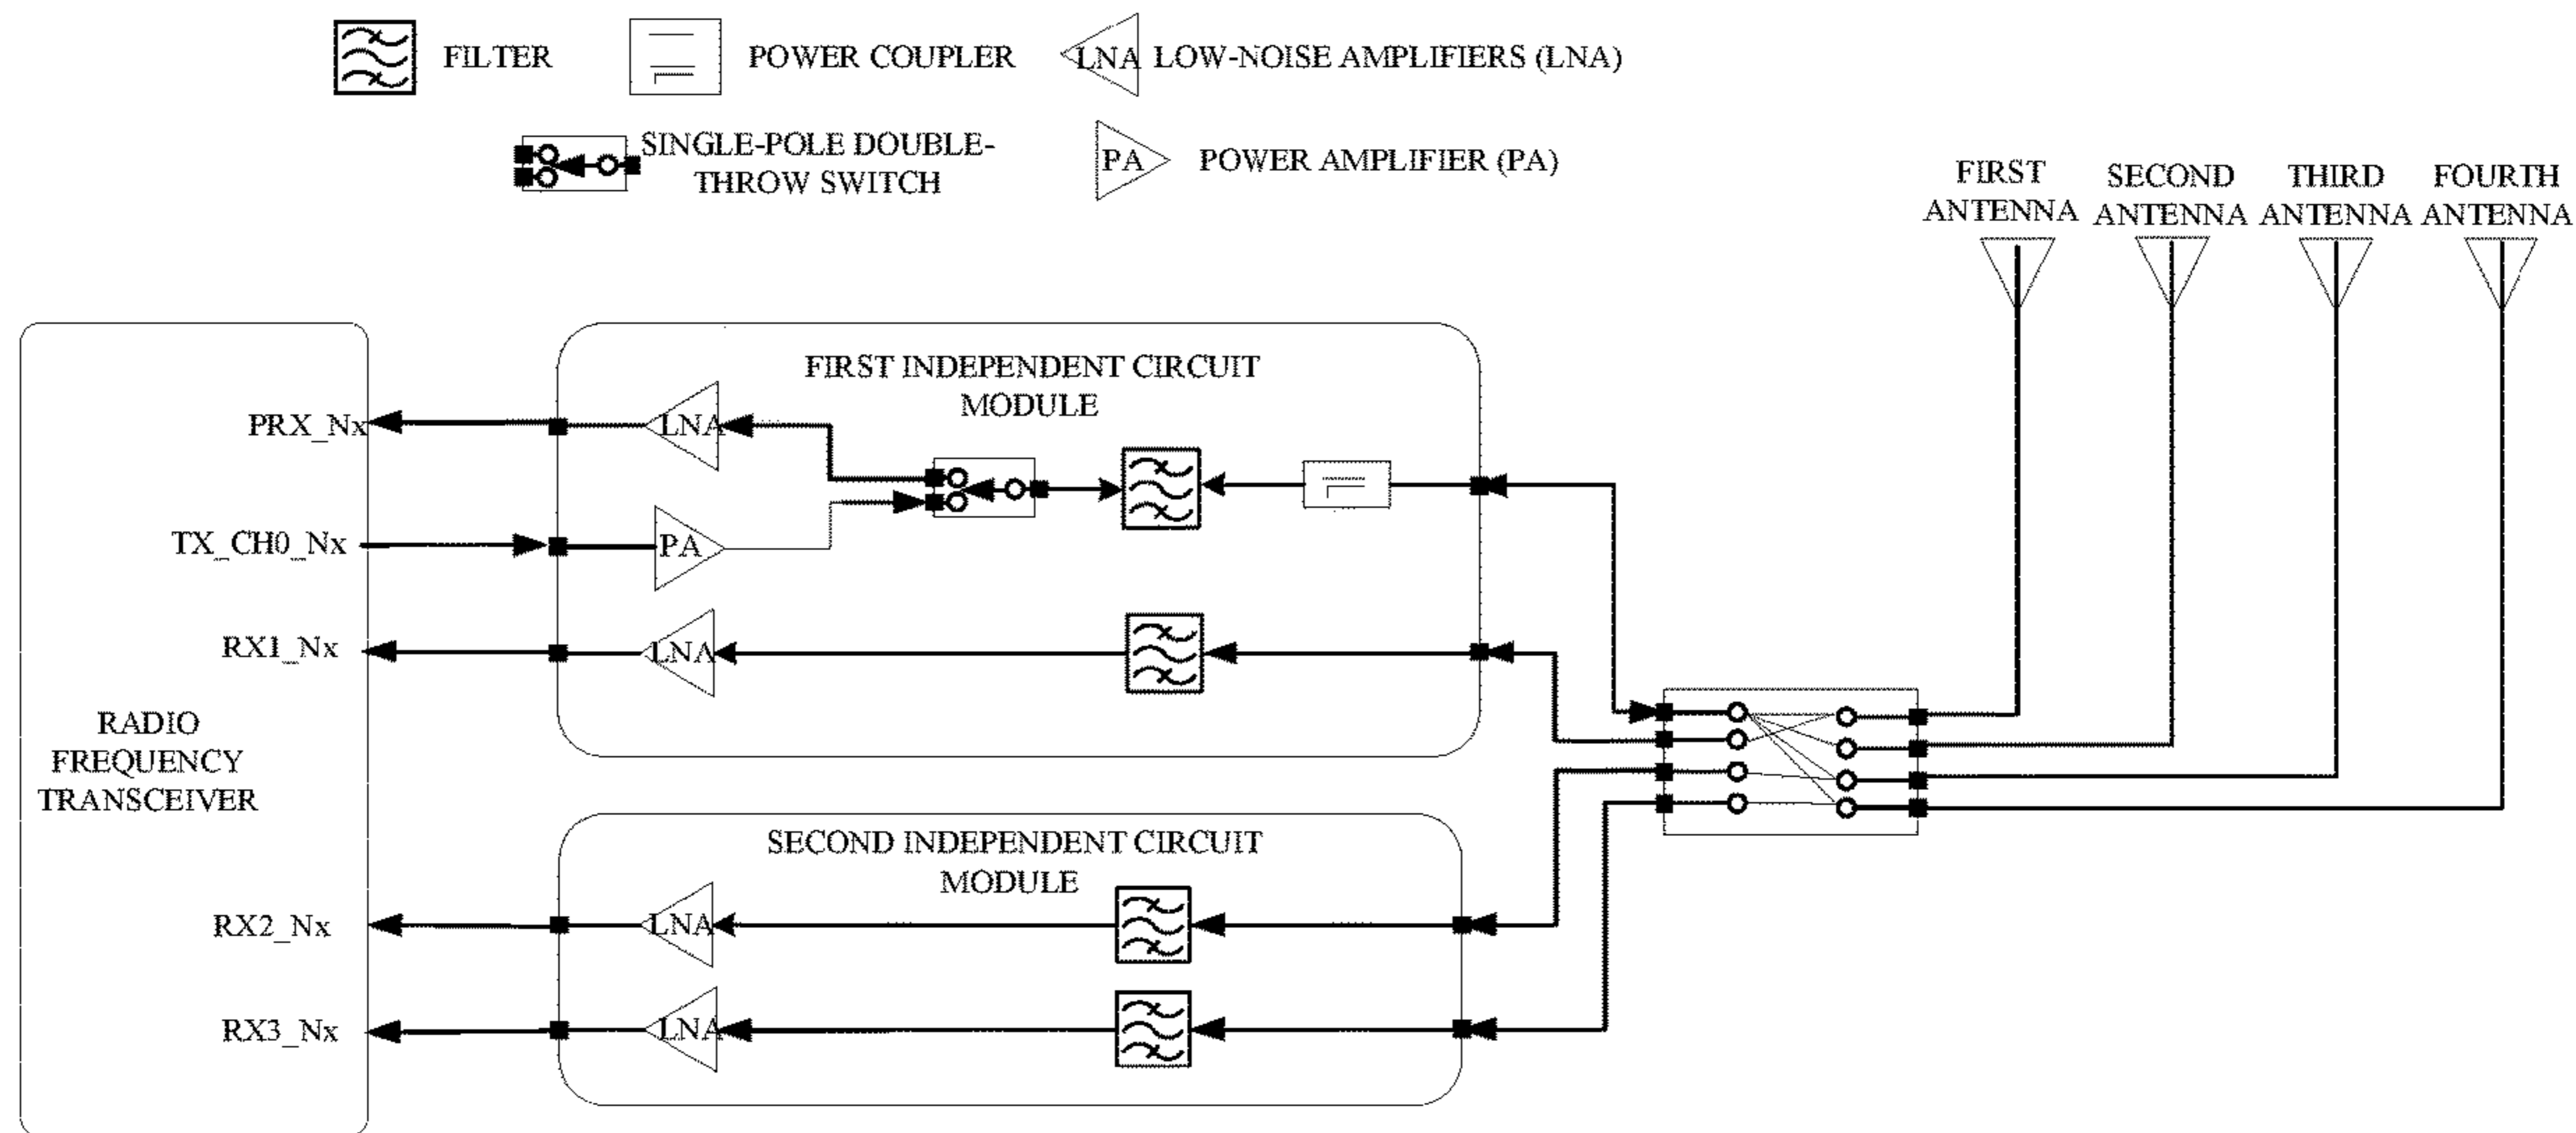 FILTER
POWER COUPLER
LNA
LOW-NOISE AMPLIFIERS (LNA)
SINGLE-POLE DOUBLE-
THROW SWITCH
PA
POWER AMPLIFIER (PA)
FIRST
ANTENNA
SECOND
ANTENNA
THIRD
ANTENNA
FOURTH
ANTENNA
FIRST INDEPENDENT CIRCUIT
MODULE
PRX_Nx
LNA
TX_CH0_Nx
PA
RX1_Nx
LNA
RADIO
FREQUENCY
TRANSCEIVER
SECOND INDEPENDENT CIRCUIT
MODULE
RX2_Nx
LNA
RX3_Nx
LNA